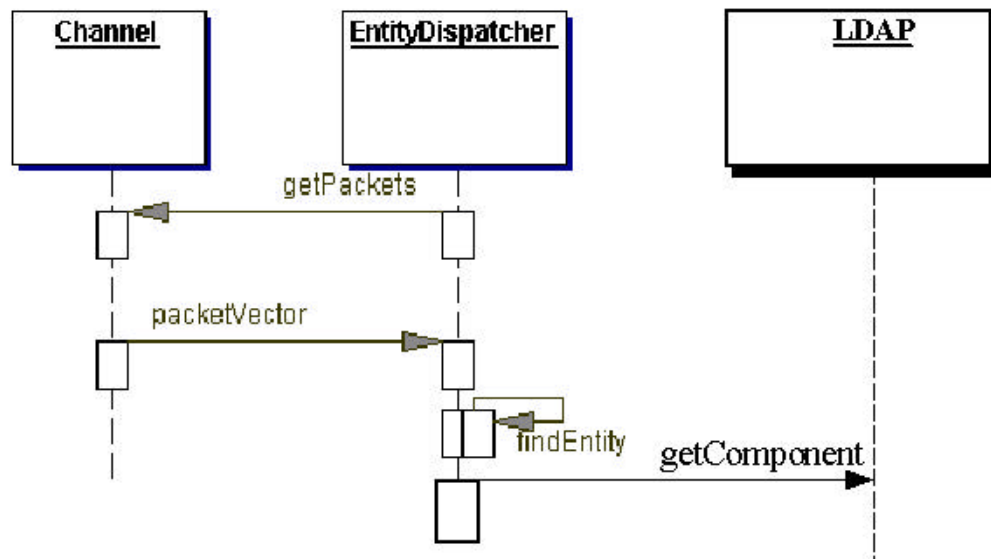 Channel
EntityDispatcher
LDAP
getPackets
packetVector
findEntity
getComponent